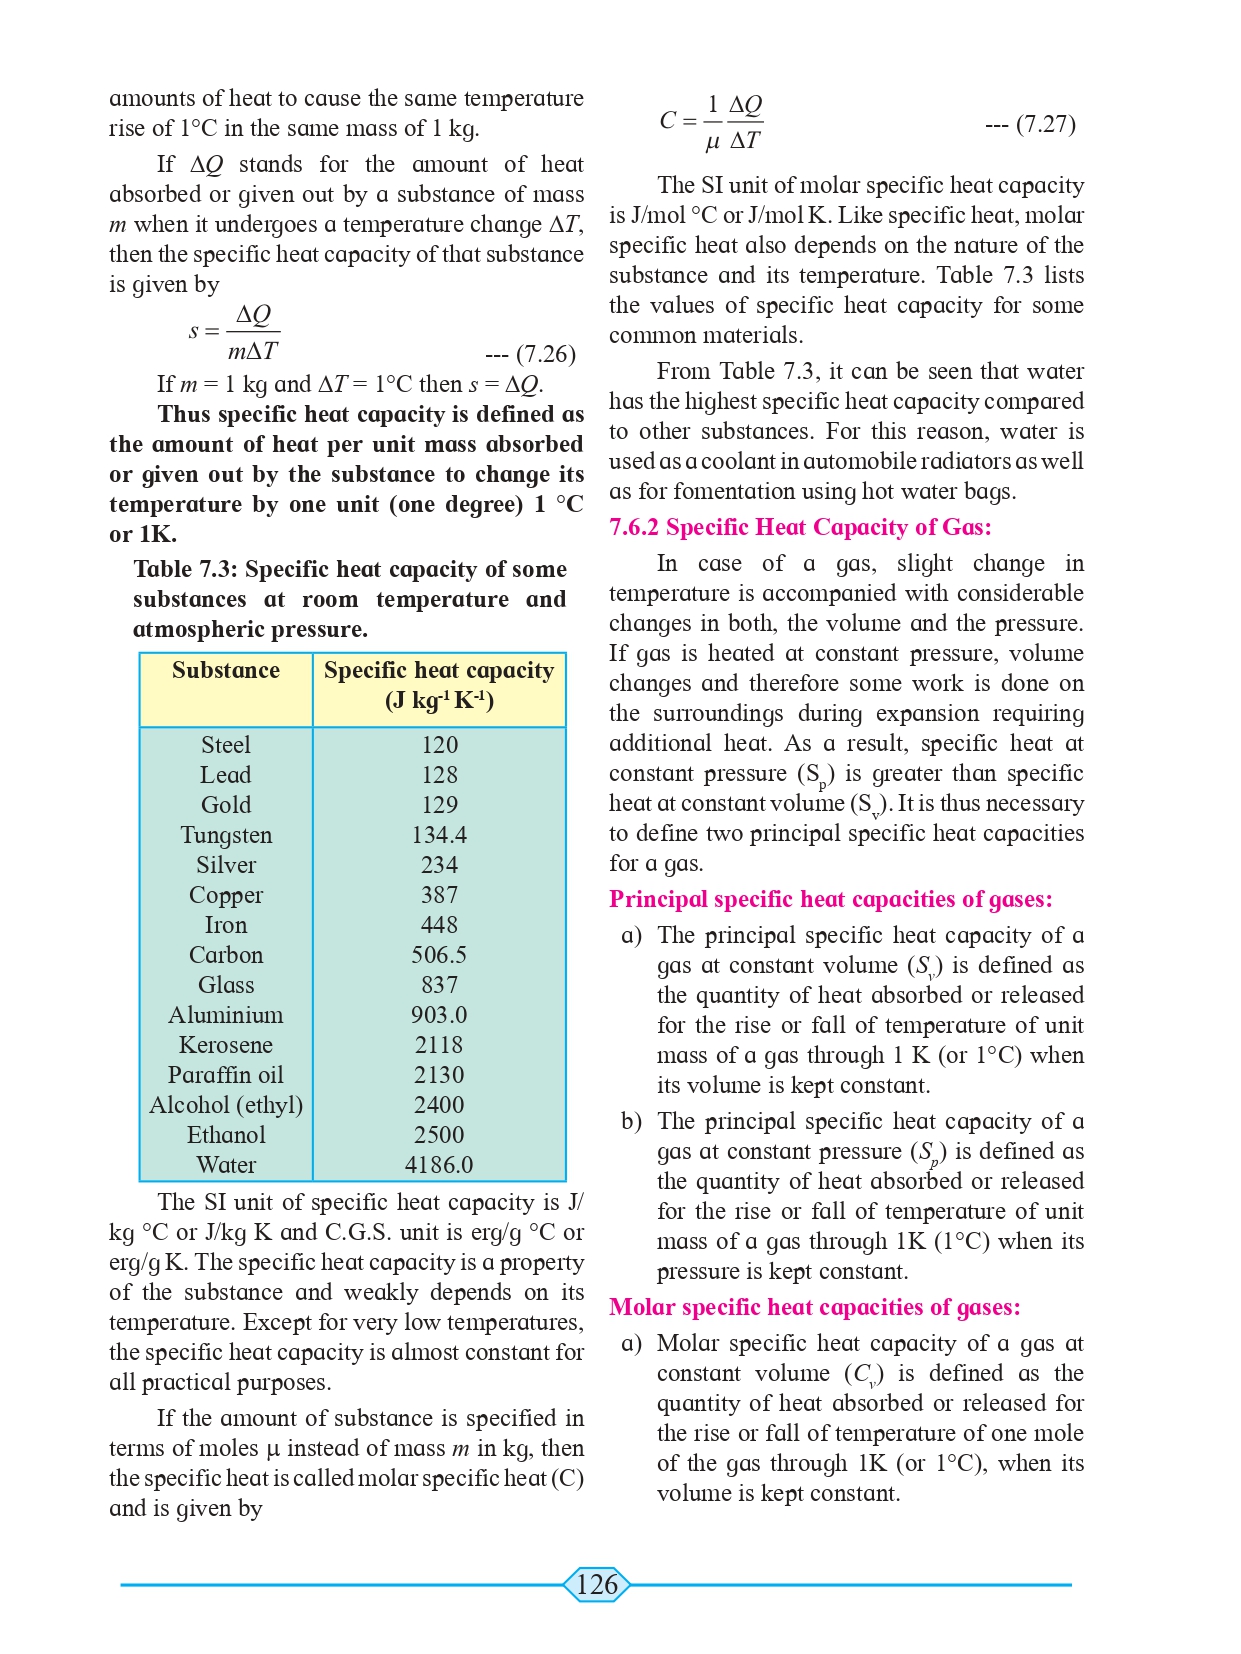 amounts of heat to cause the same temperature
rise of 1°C in the same mass of 1 kg.
If ΔQ stands for the amount of heat
absorbed or given out by a substance of mass
m when it undergoes a temperature change ΔT,
then the specific heat capacity of that substance
is given by
s = ΔQ / mΔT --- (7.26)
If m = 1 kg and ΔT = 1°C then s = ΔQ.
Thus specific heat capacity is defined as
the amount of heat per unit mass absorbed
or given out by the substance to change its
temperature by one unit (one degree) 1 °C
or 1K.
Table 7.3: Specific heat capacity of some
substances at room temperature and
atmospheric pressure.
Substance Specific heat capacity
(J kg⁻¹ K⁻¹)
Steel 120
Lead 128
Gold 129
Tungsten 134.4
Silver 234
Copper 387
Iron 448
Carbon 506.5
Glass 837
Aluminium 903.0
Kerosene 2118
Paraffin oil 2130
Alcohol (ethyl) 2400
Ethanol 2500
Water 4186.0
The SI unit of specific heat capacity is J/
kg °C or J/kg K and C.G.S. unit is erg/g °C or
erg/g K. The specific heat capacity is a property
of the substance and weakly depends on its
temperature. Except for very low temperatures,
the specific heat capacity is almost constant for
all practical purposes.
If the amount of substance is specified in
terms of moles μ instead of mass m in kg, then
the specific heat is called molar specific heat (C)
and is given by
C = 1/μ ΔQ/ΔT --- (7.27)
The SI unit of molar specific heat capacity
is J/mol °C or J/mol K. Like specific heat, molar
specific heat also depends on the nature of the
substance and its temperature. Table 7.3 lists
the values of specific heat capacity for some
common materials.
From Table 7.3, it can be seen that water
has the highest specific heat capacity compared
to other substances. For this reason, water is
used as a coolant in automobile radiators as well
as for fomentation using hot water bags.
7.6.2 Specific Heat Capacity of Gas:
In case of a gas, slight change in
temperature is accompanied with considerable
changes in both, the volume and the pressure.
If gas is heated at constant pressure, volume
changes and therefore some work is done on
the surroundings during expansion requiring
additional heat. As a result, specific heat at
constant pressure (Sp) is greater than specific
heat at constant volume (Sv). It is thus necessary
to define two principal specific heat capacities
for a gas.
Principal specific heat capacities of gases:
a) The principal specific heat capacity of a
gas at constant volume (Sv) is defined as
the quantity of heat absorbed or released
for the rise or fall of temperature of unit
mass of a gas through 1 K (or 1°C) when
its volume is kept constant.
b) The principal specific heat capacity of a
gas at constant pressure (Sp) is defined as
the quantity of heat absorbed or released
for the rise or fall of temperature of unit
mass of a gas through 1K (1°C) when its
pressure is kept constant.
Molar specific heat capacities of gases:
a) Molar specific heat capacity of a gas at
constant volume (Cv) is defined as the
quantity of heat absorbed or released for
the rise or fall of temperature of one mole
of the gas through 1K (or 1°C), when its
volume is kept constant.
126